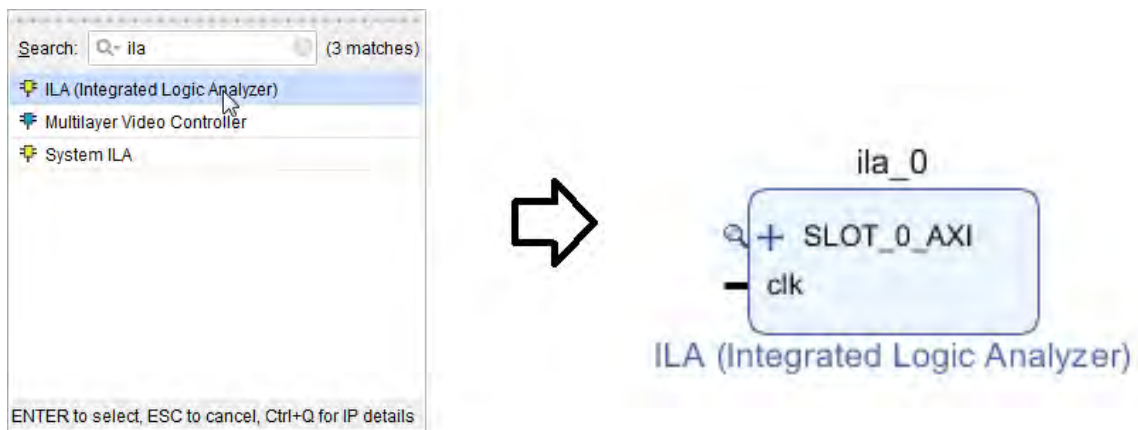 Search: ila (3 matches)
ILA (Integrated Logic Analyzer)
Multilayer Video Controller
System ILA
ENTER to select, ESC to cancel, Ctrl+Q for IP details
ila_0
SLOT_0_AXI
clk
ILA (Integrated Logic Analyzer)